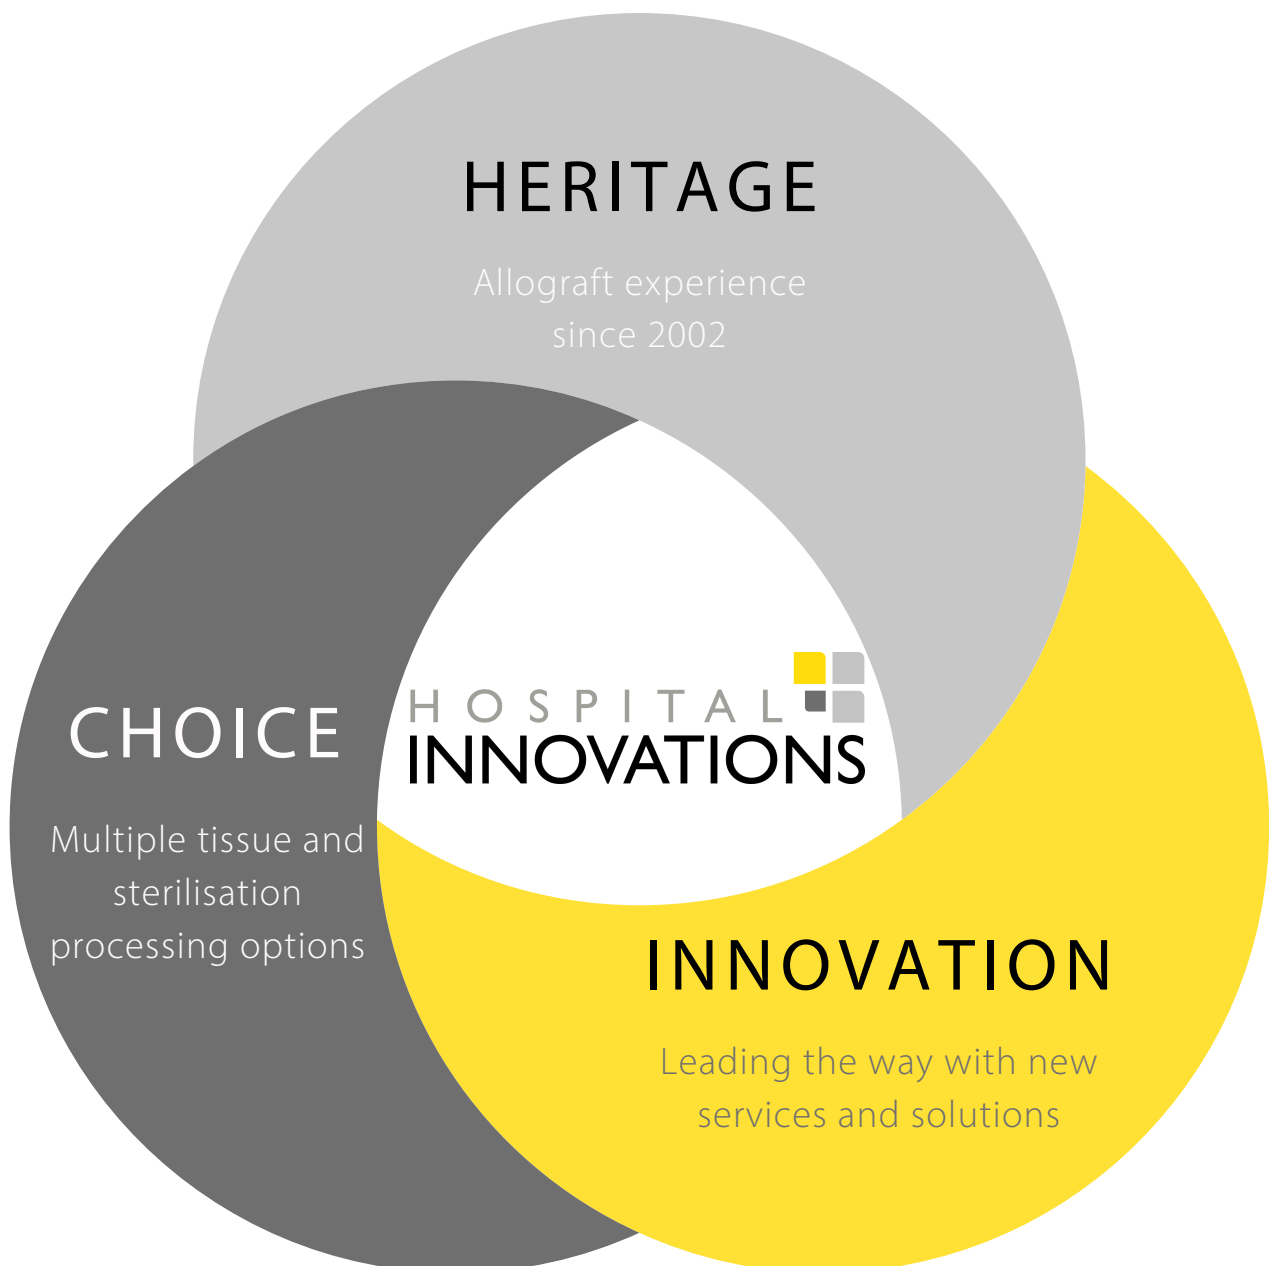 HERITAGE
Allograft experience
since 2002
HOSPITAL
INNOVATIONS
CHOICE
Multiple tissue and
sterilisation
processing options
INNOVATION
Leading the way with new
services and solutions